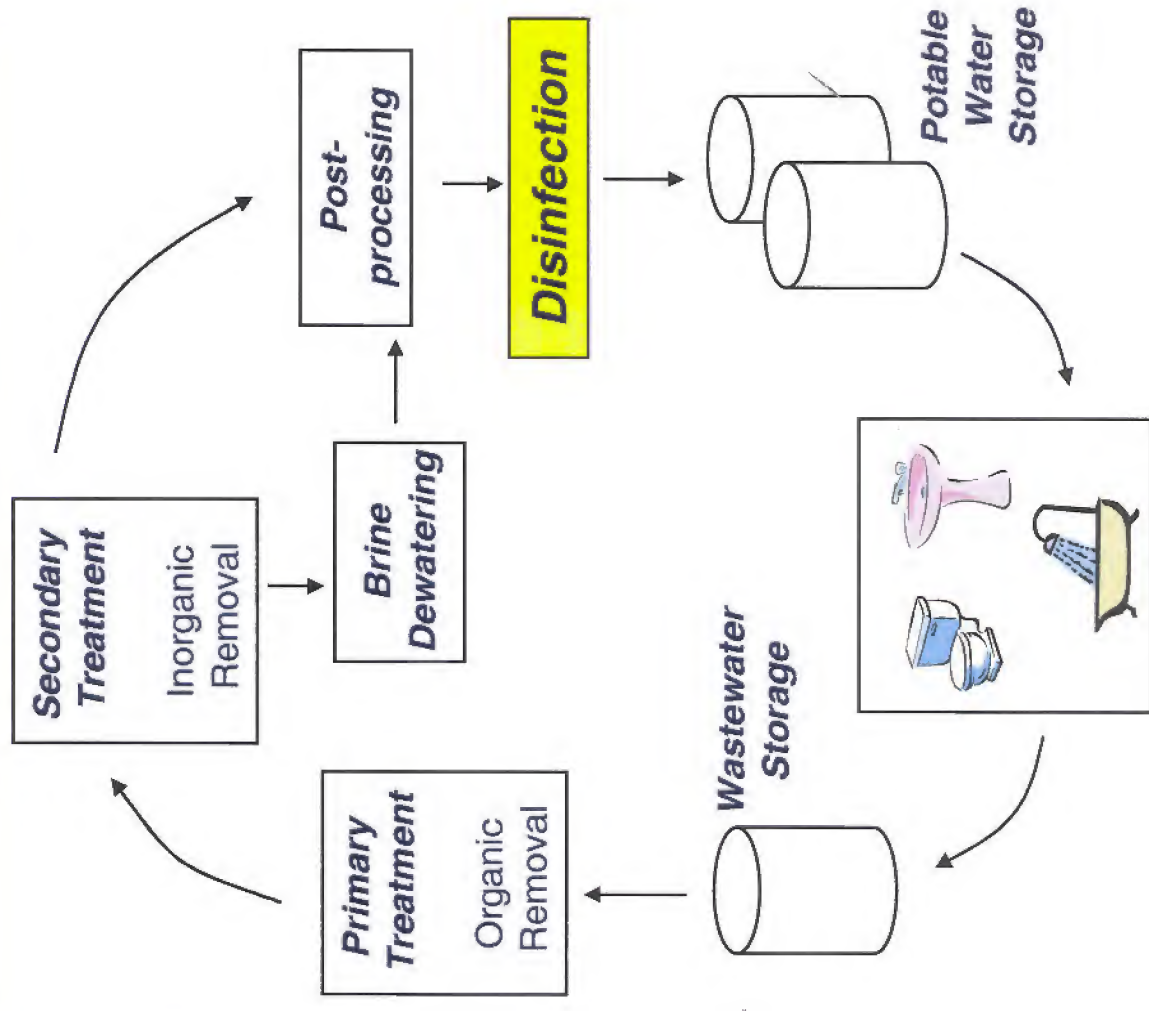 Secondary
Treatment
Inorganic
Removal
Primary
Treatment
Organic
Removal
Brine
Dewatering
Post-
processing
Disinfection
Wastewater
Storage
Potable
Water
Storage